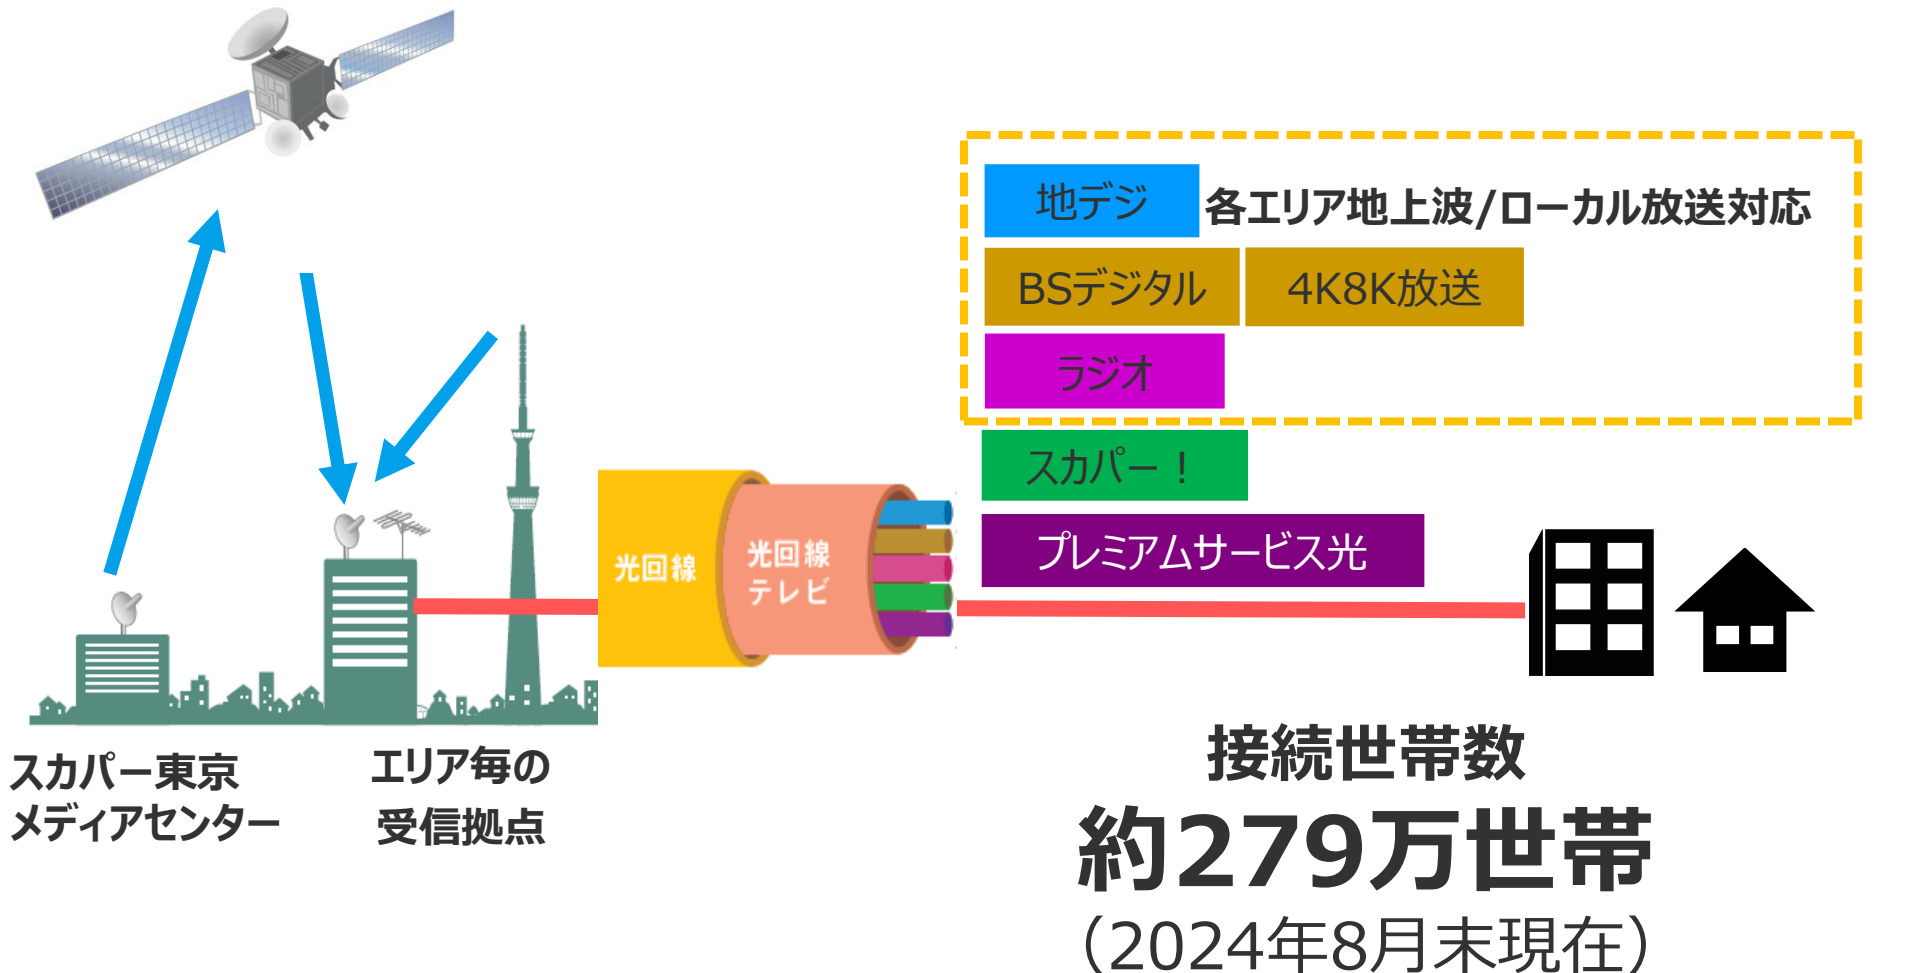 地デジ
各エリア地上波/ローカル放送対応
BSデジタル
4K8K放送
ラジオ
スカパー！
プレミアムサービス光
光回線
光回線
テレビ
スカパー東京
メディアセンター
エリア毎の
受信拠点
接続世帯数
約279万世帯
（2024年8月末現在）